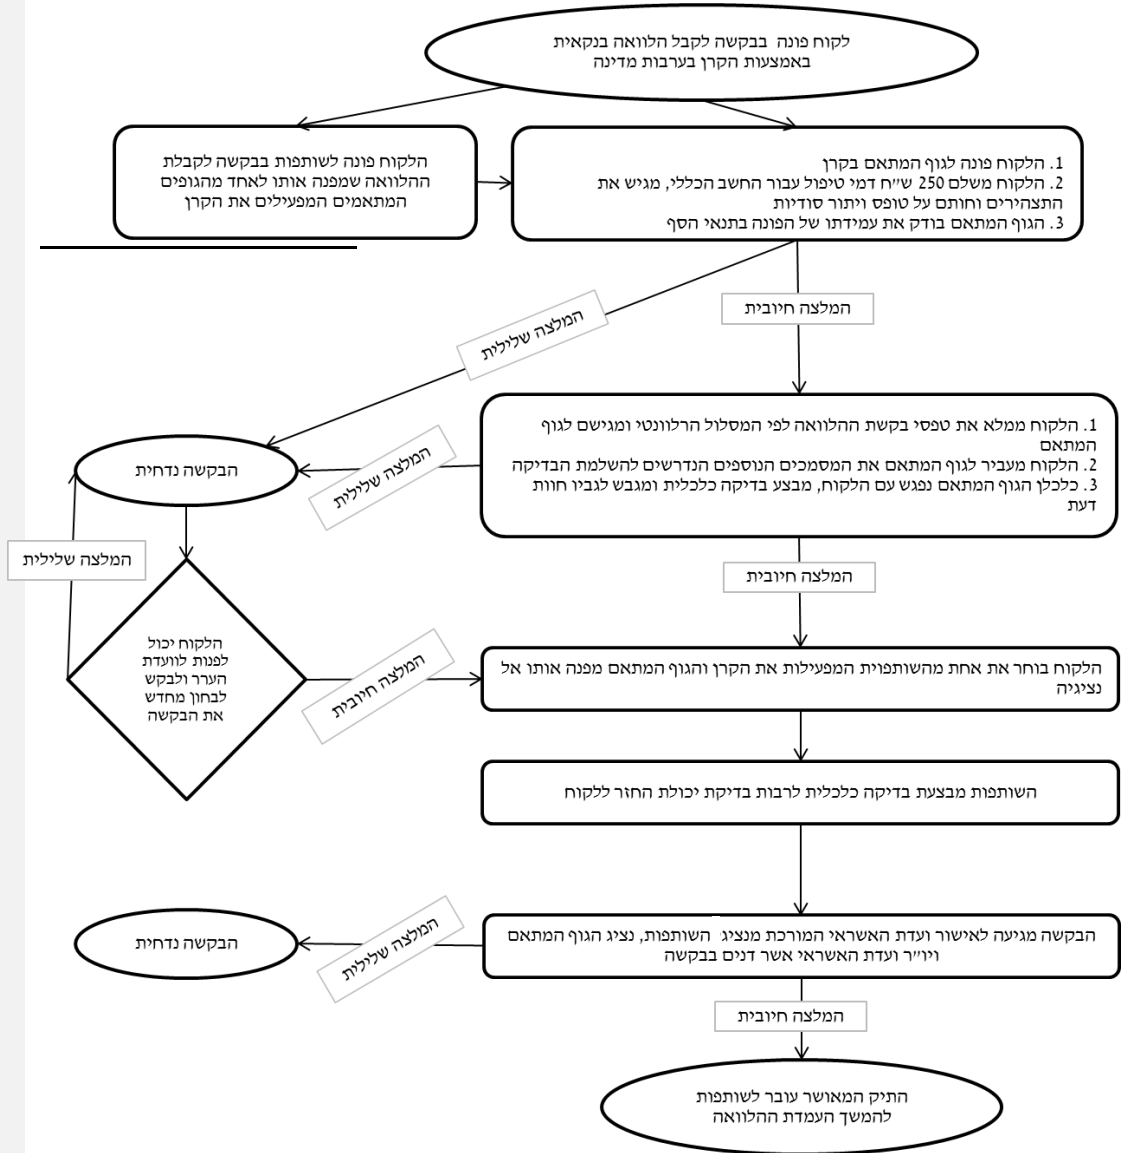 לקוח פונה בבקשה לקבל הלוואה בנקאית
באמצעות הקרן בערבות מדינה
הלקוח פונה לשותפות בבקשה לקבלת
ההלוואה שמפנה אותו לאחד מהגופים
המתאמים המפעילים את הקרן
1. הלקוח פונה לגוף המתאם בקרן
2. הלקוח משלם 250 ש"ח דמי טיפול עבור החשב הכללי, מגיש את
התצהירים וחותם על טופס ויתור סודיות
3. הגוף המתאם בודק את עמידתו של הפונה בתנאי הסף
המלצה חיובית
המלצה שלילית
1. הלקוח ממלא את טפסי בקשת ההלוואה לפי המסלול הרלוונטי ומגישם לגוף
המתאם
2. הלקוח מעביר לגוף המתאם את המסמכים הנוספים הנדרשים להשלמת הבדיקה
3. כלכלן הגוף המתאם נפגש עם הלקוח, מבצע בדיקה כלכלית ומגבש לגביו חוות
דעת
המלצה שלילית
הבקשה נדחית
המלצה שלילית
המלצה חיובית
הלקוח יכול
לפנות לוועדת
הערר ולבקש
לבחון מחדש
את הבקשה
המלצה חיובית
הלקוח בוחר את אחת מהשותפויות המפעילות את הקרן והגוף המתאם מפנה אותו אל
נציגיה
השותפות מבצעת בדיקה כלכלית לרבות בדיקת יכולת החזר ללקוח
הבקשה מגיעה לאישור ועדת האשראי המורכת מנציג השותפות, נציג הגוף המתאם
ויו"ר ועדת האשראי אשר דנים בבקשה
המלצה שלילית
הבקשה נדחית
המלצה חיובית
התיק המאושר עובר לשותפות
להמשך העמדת ההלוואה